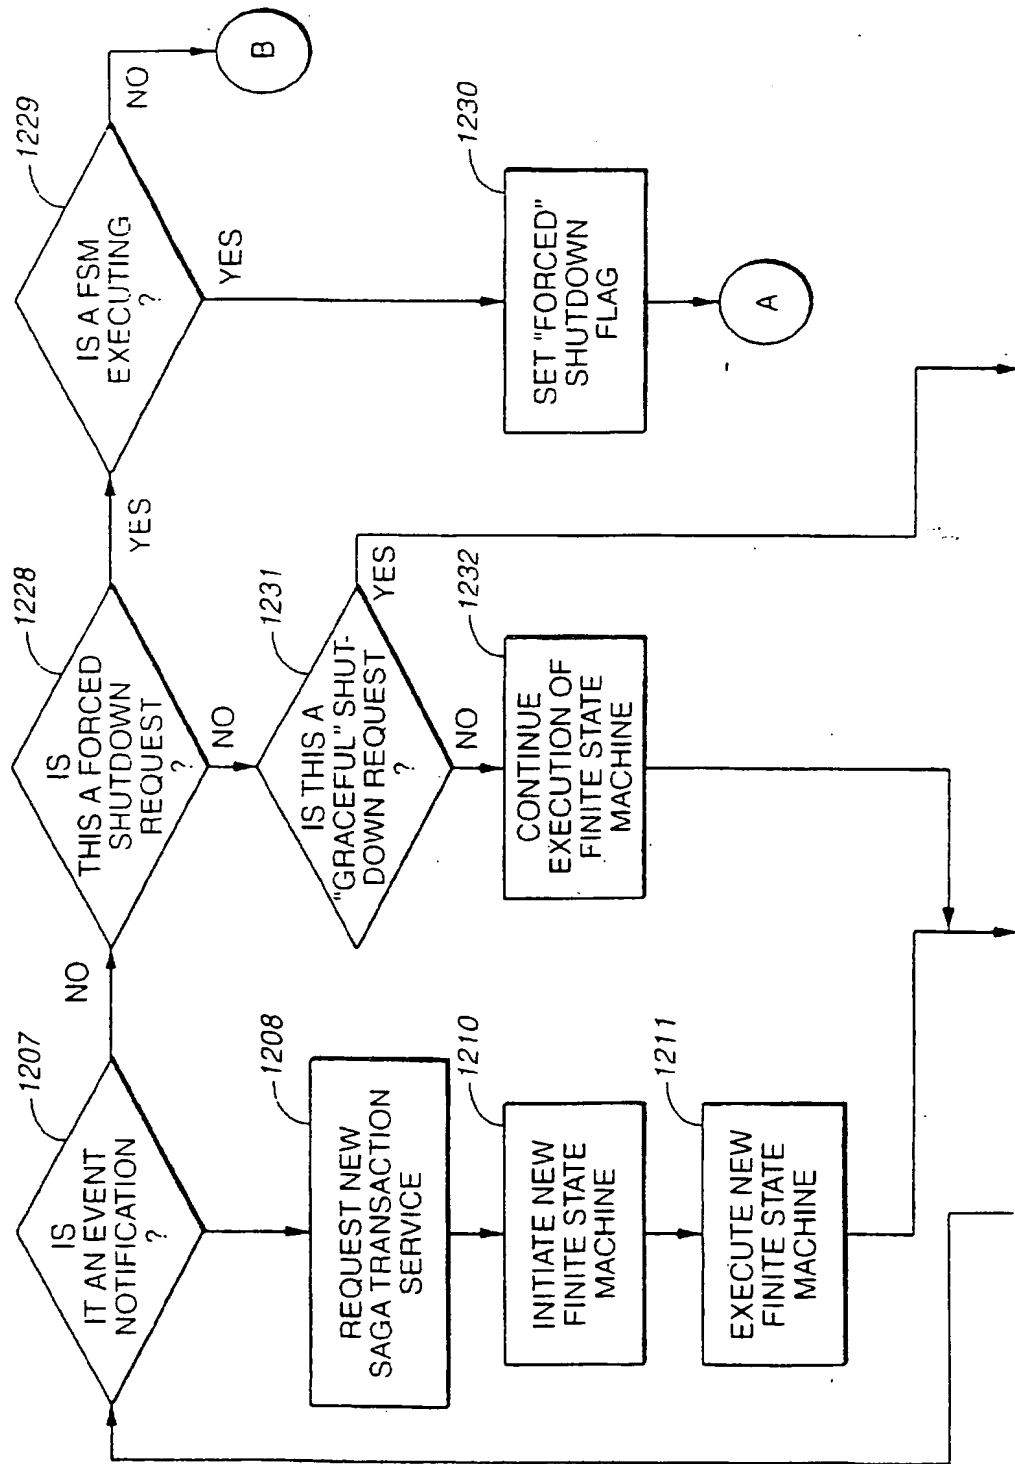 1207
IS
IT AN EVENT
NOTIFICATION
?
NO
1208
REQUEST NEW
SAGA TRANSACTION
SERVICE
1210
INITIATE NEW
FINITE STATE
MACHINE
1211
EXECUTE NEW
FINITE STATE
MACHINE
1228
IS
THIS A FORCED
SHUTDOWN
REQUEST
?
YES
NO
1231
IS THIS A
"GRACEFUL" SHUT-
DOWN REQUEST
?
YES
NO
1232
CONTINUE
EXECUTION OF
FINITE STATE
MACHINE
1229
IS A FSM
EXECUTING
?
NO
B
YES
1230
SET "FORCED"
SHUTDOWN
FLAG
A